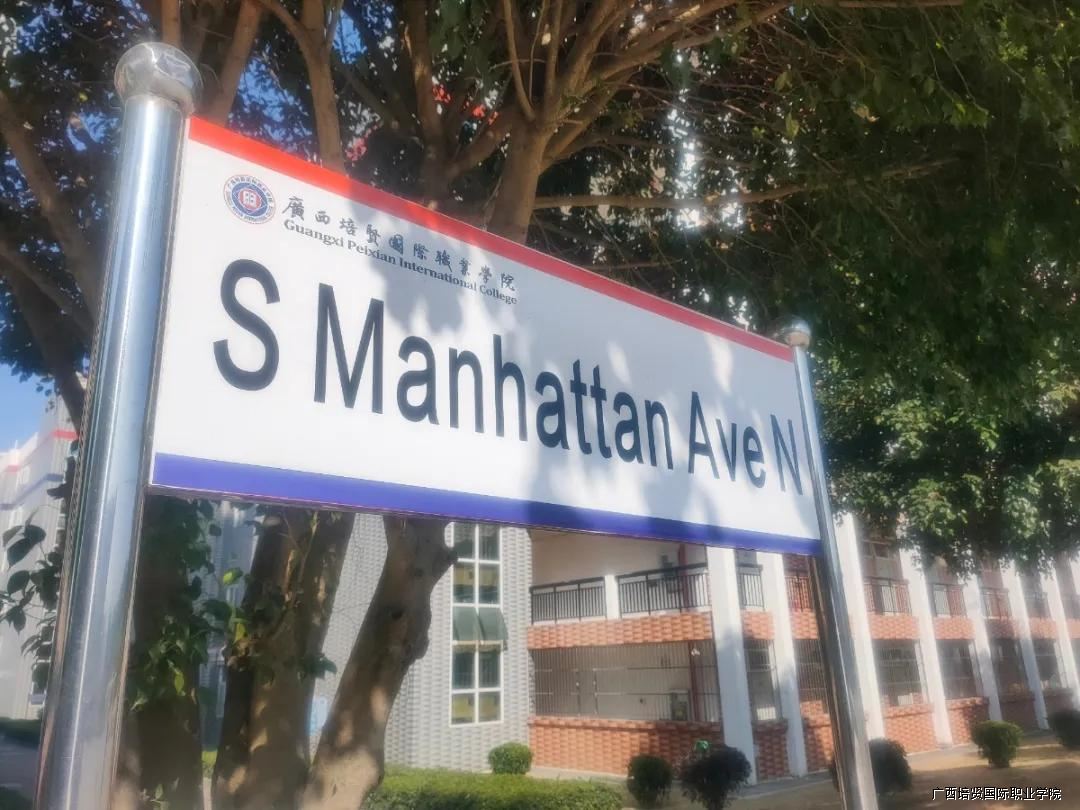 廣西培賢國際職業學院
Guangxi Peixian International College
S Manhattan Ave N
广西培贤国际职业学院